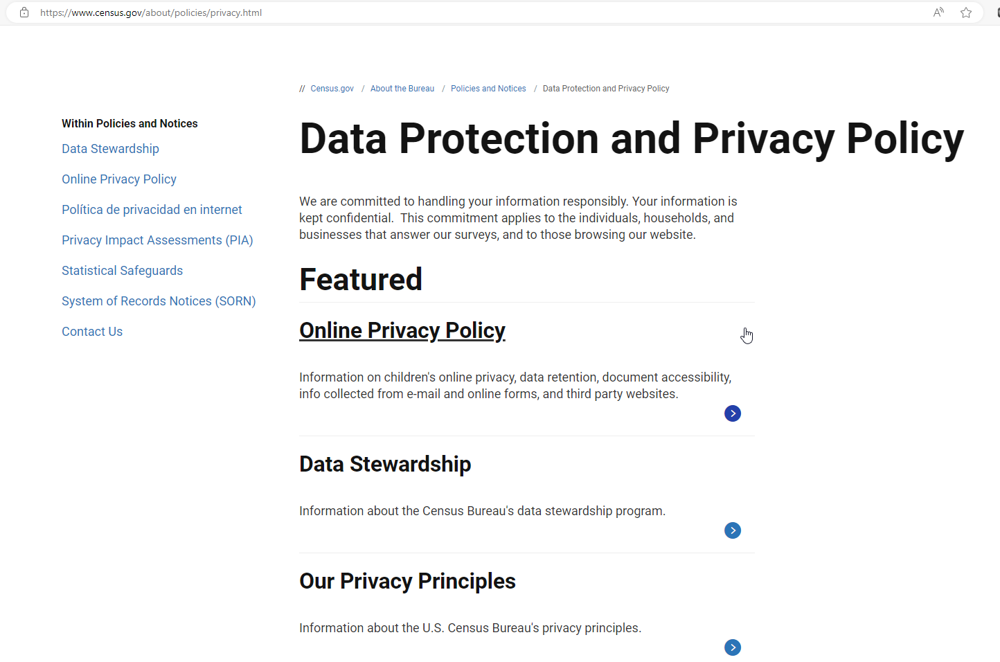 https://www.census.gov/about/policies/privacy.html
// Census.gov / About the Bureau / Policies and Notices / Data Protection and Privacy Policy
Within Policies and Notices
Data Stewardship
Online Privacy Policy
Política de privacidad en internet
Privacy Impact Assessments (PIA)
Statistical Safeguards
System of Records Notices (SORN)
Contact Us
Data Protection and Privacy Policy
We are committed to handling your information responsibly. Your information is
kept confidential.  This commitment applies to the individuals, households, and
businesses that answer our surveys, and to those browsing our website.
Featured
Online Privacy Policy
Information on children's online privacy, data retention, document accessibility,
info collected from e-mail and online forms, and third party websites.
Data Stewardship
Information about the Census Bureau's data stewardship program.
Our Privacy Principles
Information about the U.S. Census Bureau's privacy principles.